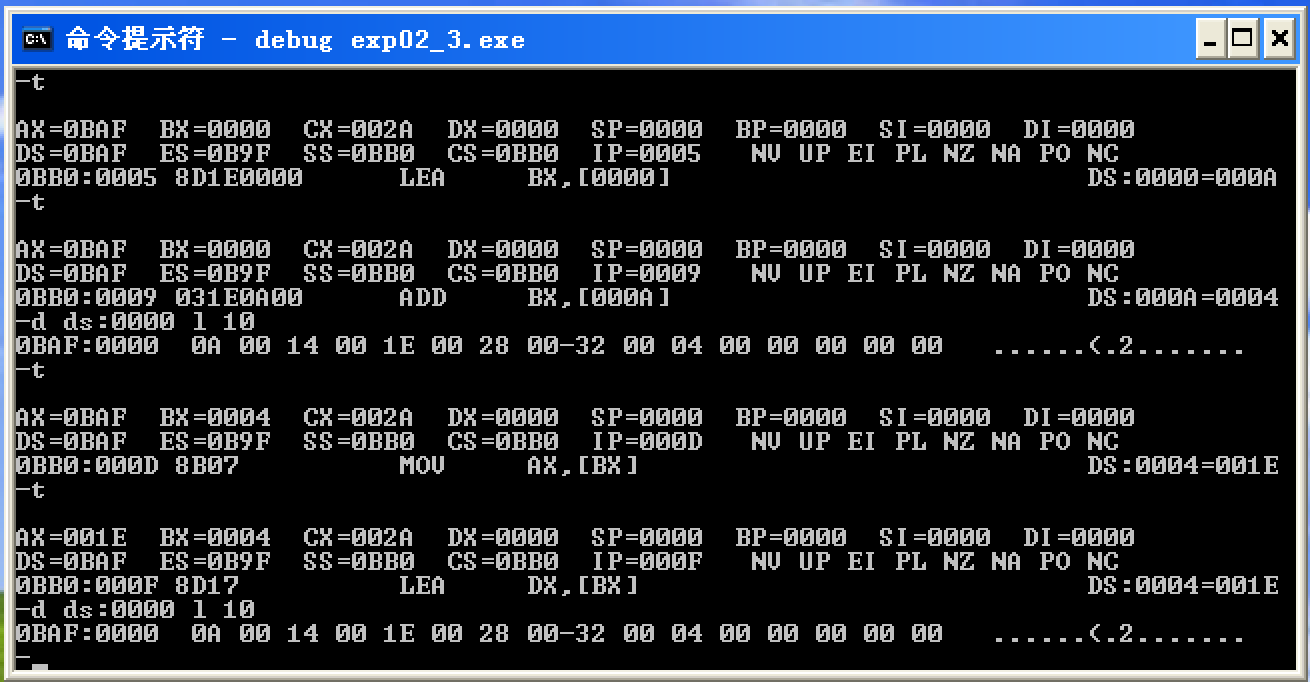 命令提示符 - debug exp02_3.exe
-t
AX=0BAF  BX=0000  CX=002A  DX=0000  SP=0000  BP=0000  SI=0000  DI=0000
DS=0BAF  ES=0B9F  SS=0BB0  CS=0BB0  IP=0005   NV UP EI PL NZ NA PO NC
0BB0:0005 8D1E0000      LEA     BX,[0000]                          DS:0000=000A
-t
AX=0BAF  BX=0000  CX=002A  DX=0000  SP=0000  BP=0000  SI=0000  DI=0000
DS=0BAF  ES=0B9F  SS=0BB0  CS=0BB0  IP=0009   NV UP EI PL NZ NA PO NC
0BB0:0009 031E0A00      ADD     BX,[000A]                          DS:000A=0004
-d ds:0000 l 10
0BAF:0000  0A 00 14 00 1E 00 28 00-32 00 04 00 00 00 00 00   ......(.2.......
-t
AX=0BAF  BX=0004  CX=002A  DX=0000  SP=0000  BP=0000  SI=0000  DI=0000
DS=0BAF  ES=0B9F  SS=0BB0  CS=0BB0  IP=000D   NV UP EI PL NZ NA PO NC
0BB0:000D 8B07          MOV     AX,[BX]                            DS:0004=001E
-t
AX=001E  BX=0004  CX=002A  DX=0000  SP=0000  BP=0000  SI=0000  DI=0000
DS=0BAF  ES=0B9F  SS=0BB0  CS=0BB0  IP=000F   NV UP EI PL NZ NA PO NC
0BB0:000F 8D17          LEA     DX,[BX]                            DS:0004=001E
-d ds:0000 l 10
0BAF:0000  0A 00 14 00 1E 00 28 00-32 00 04 00 00 00 00 00   ......(.2.......
-_